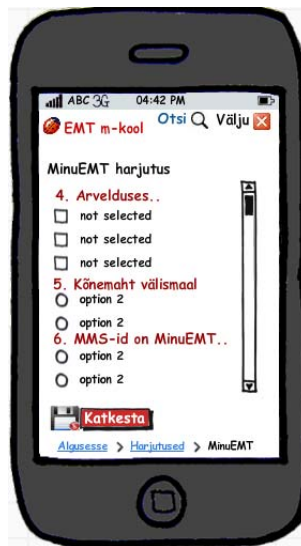 ABC 3G 04:42 PM
EMT m-kool Otsi Välju
MinuEMT harjutus
4. Arvelduses..
not selected
not selected
not selected
5. Kõnemaht välismaal
option 2
option 2
6. MMS-id on MinuEMT..
option 2
option 2
Katkesta
Algusesse > Harjutused > MinuEMT